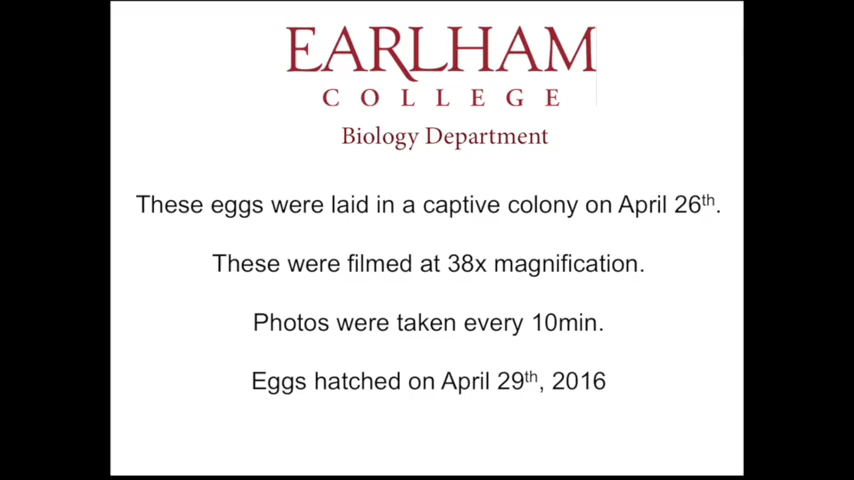 EARLHAM
COLLEGE
Biology Department
These eggs were laid in a captive colony on April 26th.
These were filmed at 38x magnification.
Photos were taken every 10min.
Eggs hatched on April 29th, 2016